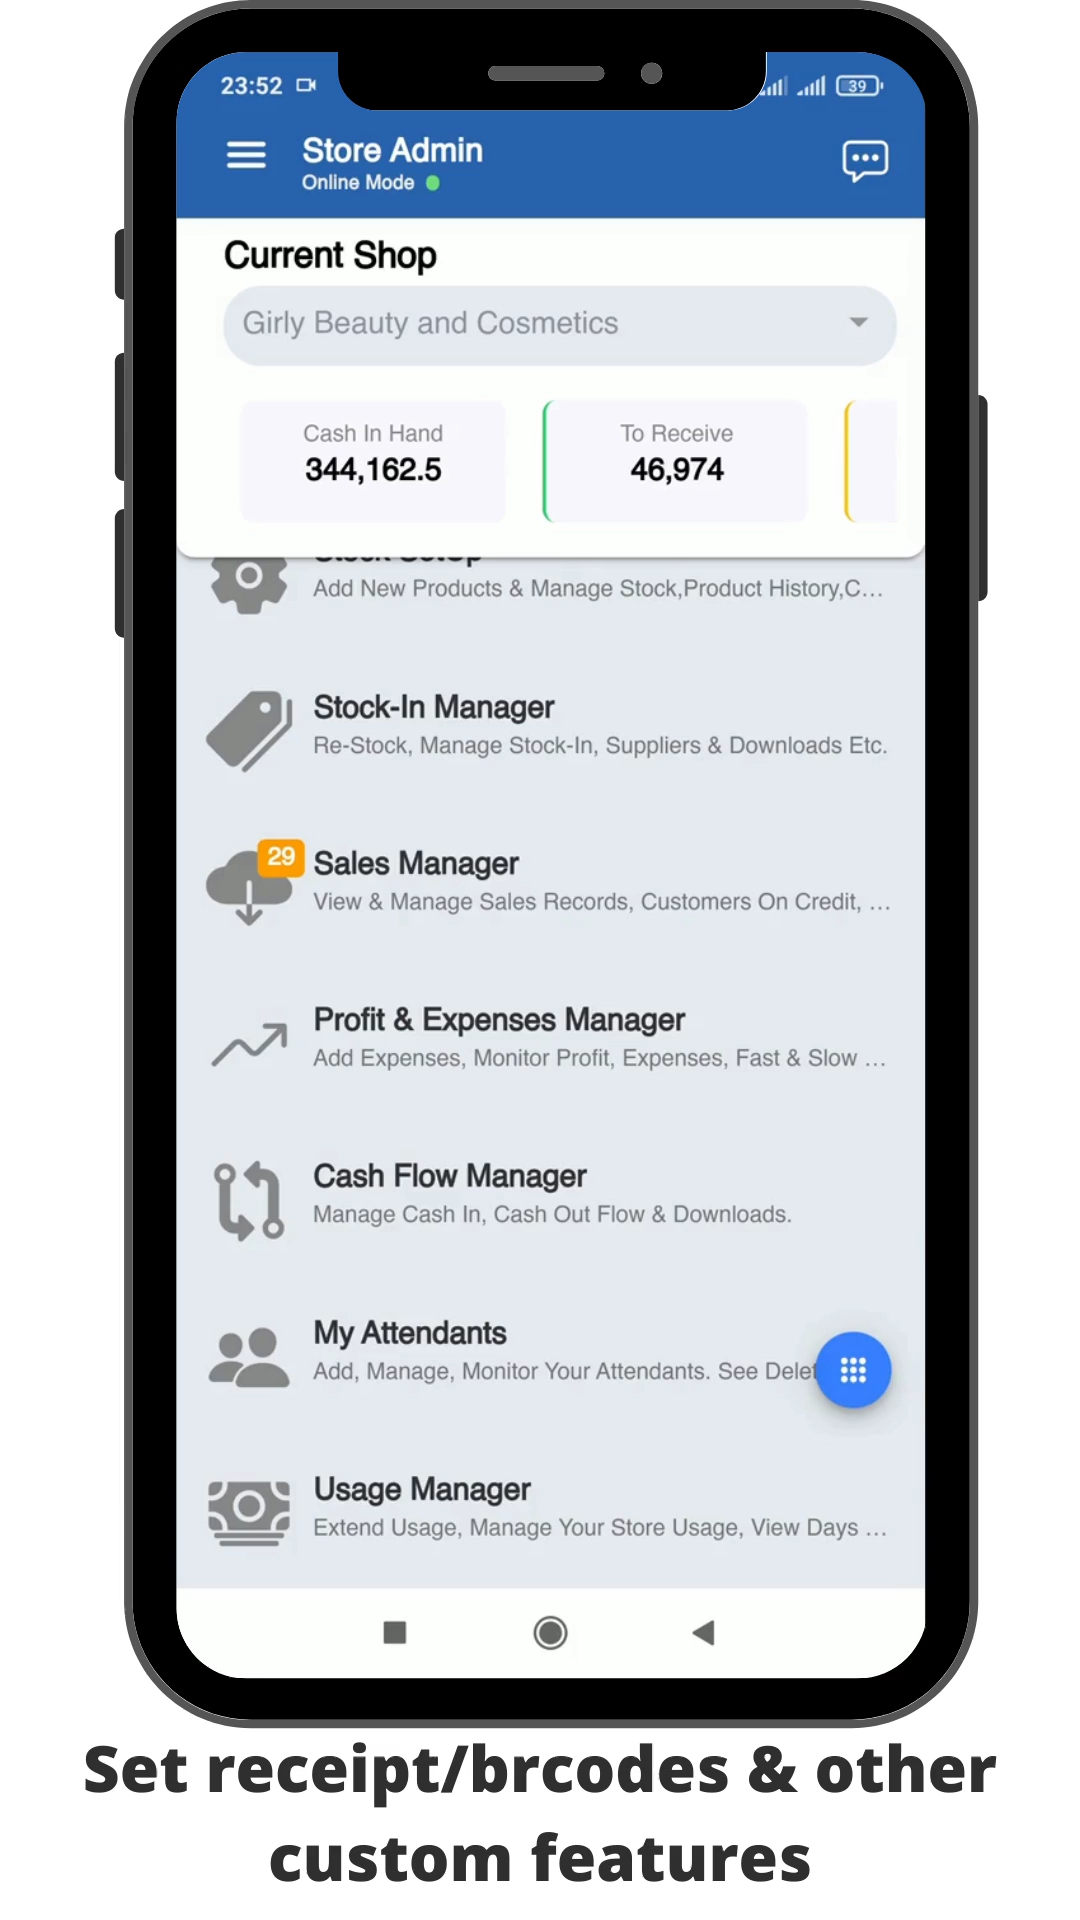 23:52
39
Store Admin
Online Mode
Current Shop
Girly Beauty and Cosmetics
Cash In Hand
344,162.5
To Receive
46,974
Stock SetUp
Add New Products & Manage Stock,Product History,C...
Stock-In Manager
Re-Stock, Manage Stock-In, Suppliers & Downloads Etc.
29
Sales Manager
View & Manage Sales Records, Customers On Credit, ...
Profit & Expenses Manager
Add Expenses, Monitor Profit, Expenses, Fast & Slow ...
Cash Flow Manager
Manage Cash In, Cash Out Flow & Downloads.
My Attendants
Add, Manage, Monitor Your Attendants. See Delet
Usage Manager
Extend Usage, Manage Your Store Usage, View Days ...
Set receipt/brcodes & other
custom features